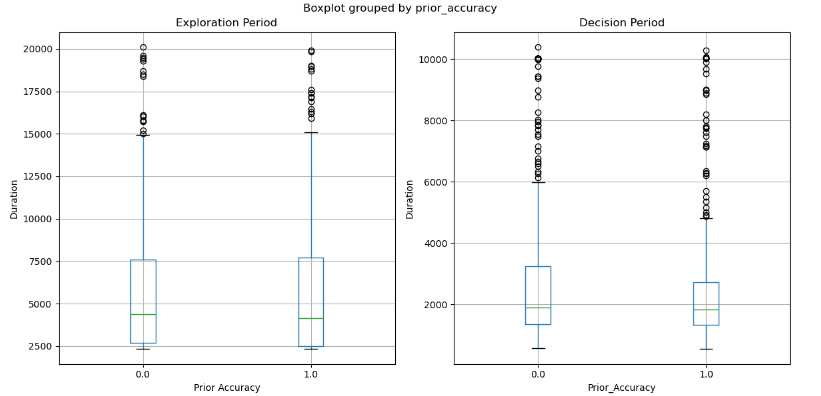 Boxplot grouped by prior_accuracy
Exploration Period
20000
17500
15000
12500
10000
7500
5000
2500
Duration
0.0
1.0
Prior Accuracy
Decision Period
10000
8000
6000
4000
2000
Duration
0.0
1.0
Prior_Accuracy